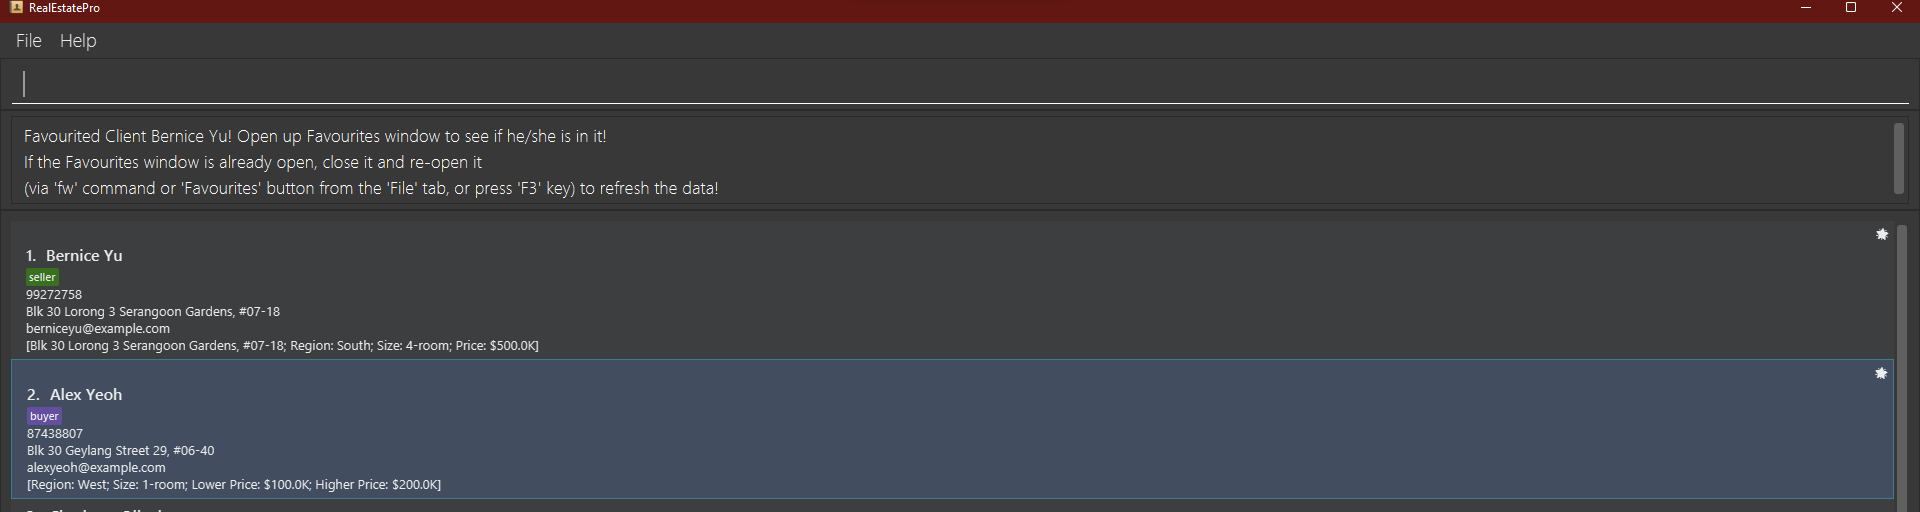 RealEstatePro
File Help
Favourited Client Bernice Yu! Open up Favourites window to see if he/she is in it!
If the Favourites window is already open, close it and re-open it
(via 'fw' command or 'Favourites' button from the 'File' tab, or press 'F3' key) to refresh the data!
1. Bernice Yu
seller
99272758
Blk 30 Lorong 3 Serangoon Gardens, #07-18
berniceyu@example.com
[Blk 30 Lorong 3 Serangoon Gardens, #07-18; Region: South; Size: 4-room; Price: $500.0K]
2. Alex Yeoh
buyer
87438807
Blk 30 Geylang Street 29, #06-40
alexyeoh@example.com
[Region: West; Size: 1-room; Lower Price: $100.0K; Higher Price: $200.0K]